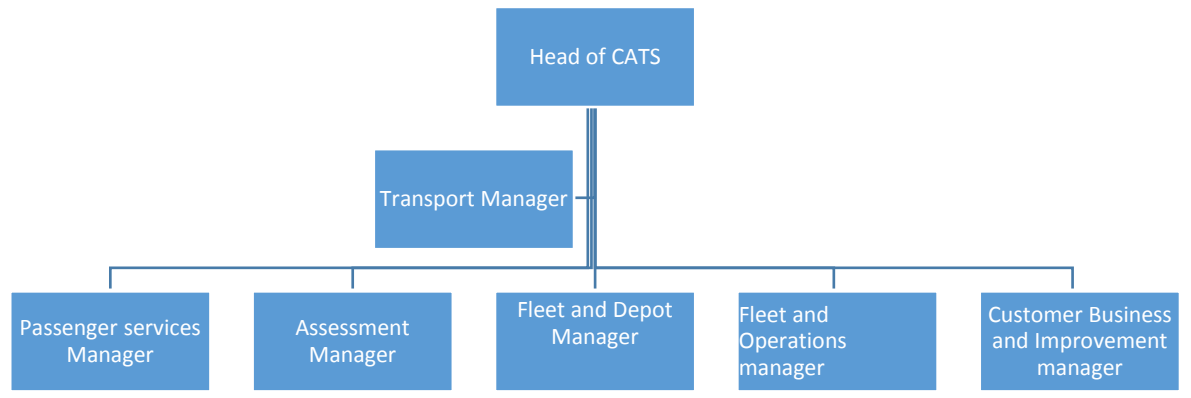 Head of CATS
Transport Manager
Passenger services
Manager
Assessment
Manager
Fleet and Depot
Manager
Fleet and
Operations
manager
Customer Business
and Improvement
manager